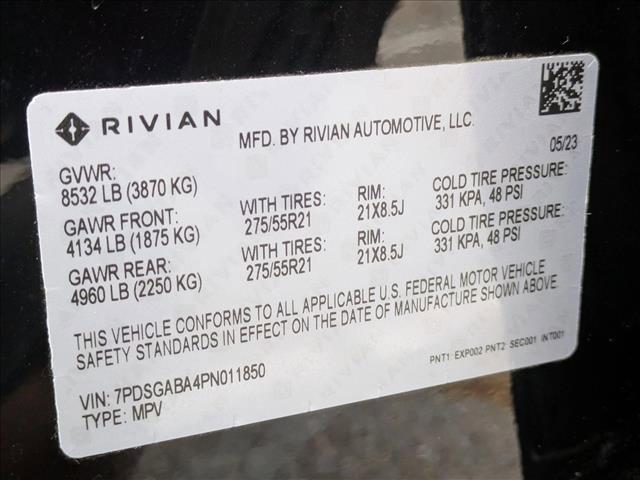 RIVIAN
MFD. BY RIVIAN AUTOMOTIVE, LLC.
05/23
GVWR:
8532 LB (3870 KG)
GAWR FRONT: WITH TIRES: RIM: COLD TIRE PRESSURE:
4134 LB (1875 KG) 275/55R21 21X8.5J 331 KPA, 48 PSI
GAWR REAR: WITH TIRES: RIM: COLD TIRE PRESSURE:
4960 LB (2250 KG) 275/55R21 21X8.5J 331 KPA, 48 PSI
THIS VEHICLE CONFORMS TO ALL APPLICABLE U.S. FEDERAL MOTOR VEHICLE
SAFETY STANDARDS IN EFFECT ON THE DATE OF MANUFACTURE SHOWN ABOVE.
PNT1: EXP002 PNT2: SEC001 INT001
VIN: 7PDSGABA4PN011850
TYPE: MPV